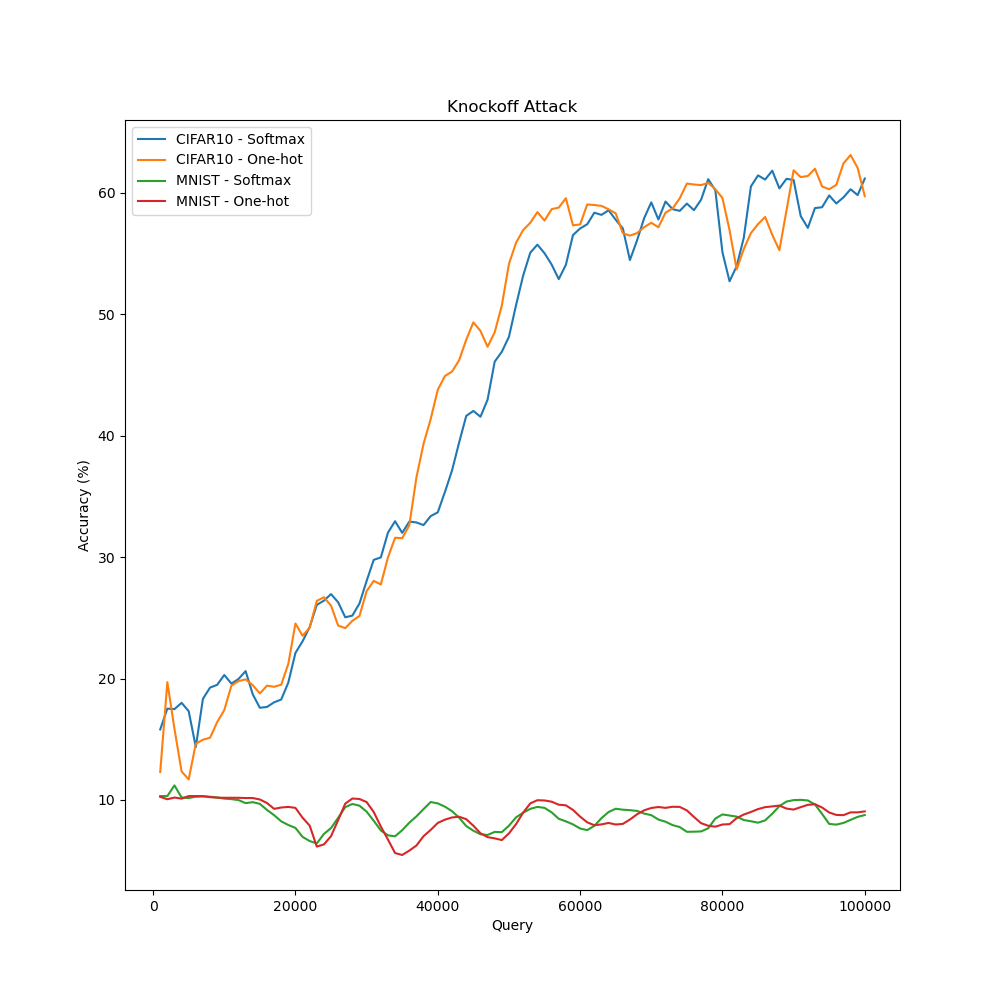 Knockoff Attack
CIFAR10 - Softmax
CIFAR10 - One-hot
MNIST - Softmax
MNIST - One-hot
Accuracy (%)
60
50
40
30
20
10
0
20000
40000
60000
80000
100000
Query